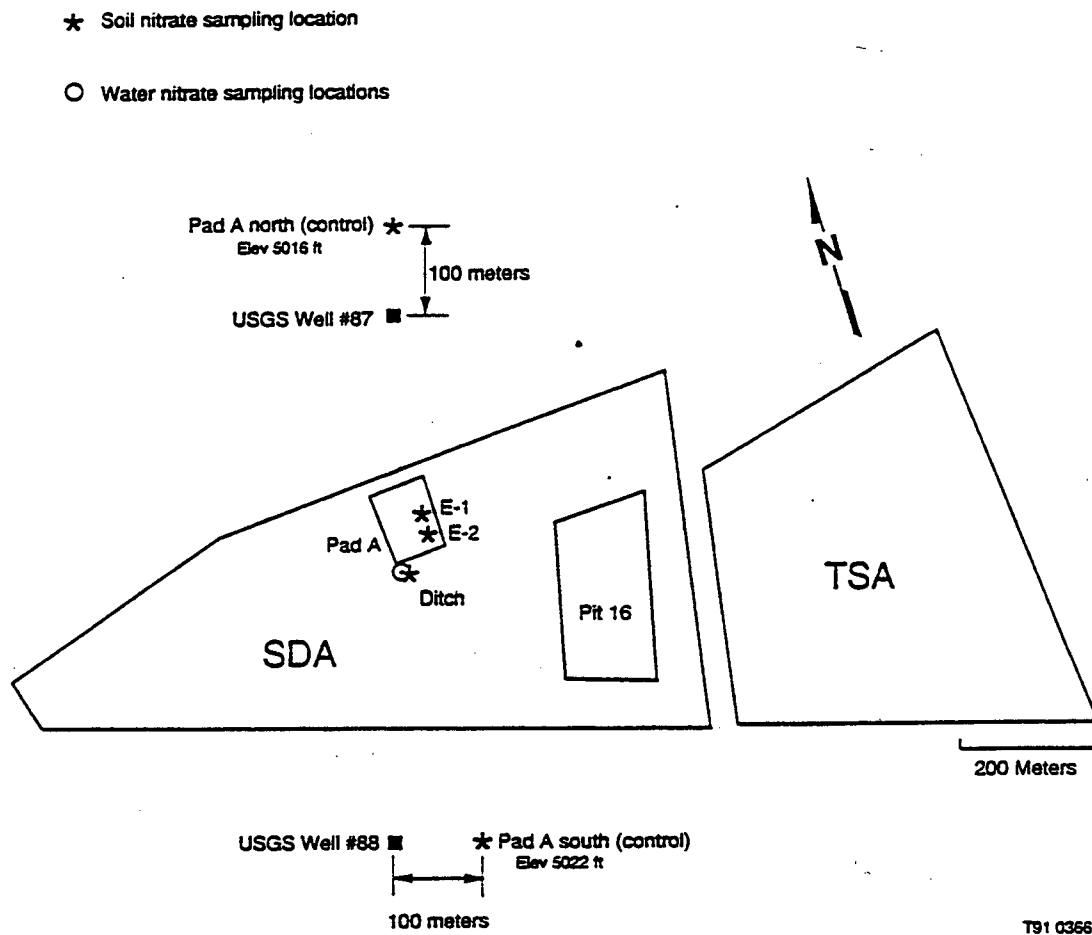 Soil nitrate sampling location
Water nitrate sampling locations
Pad A north (control)
Elev 5016 ft
100 meters
USGS Well #87
N
E-1
E-2
Pad A
Ditch
Pit 16
SDA
TSA
200 Meters
USGS Well #88
Pad A south (control)
Elev 5022 ft
100 meters
T91 0366